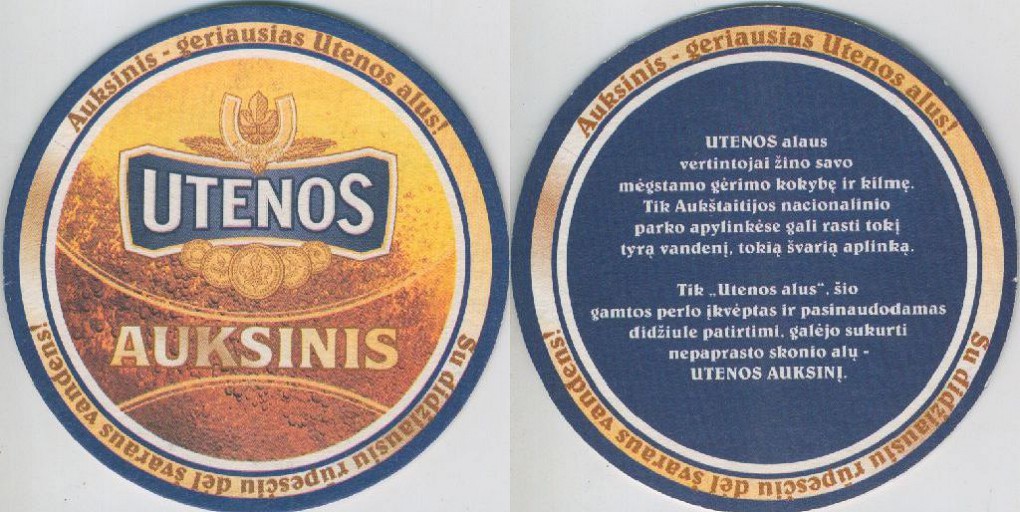 Auksinis - geriausias Utenos alus!
UTENOS
AUKSINIS
Su didžiausiu rūpesčiu dėl švaraus vandens!
Auksinis - geriausias Utenos alus!
UTENOS alaus
vertintojai žino savo
mėgstamo gėrimo kokybę ir kilmę.
Tik Aukštaitijos nacionalinio
parko apylinkėse gali rasti tokį
tyrą vandenį, tokią švarią aplinką.
Tik „Utenos alus“, šio
gamtos perlo įkvėptas ir pasinaudodamas
didžiule patirtimi, galėjo sukurti
nepaprasto skonio alų -
UTENOS AUKSINĮ.
Su didžiausiu rūpesčiu dėl švaraus vandens!